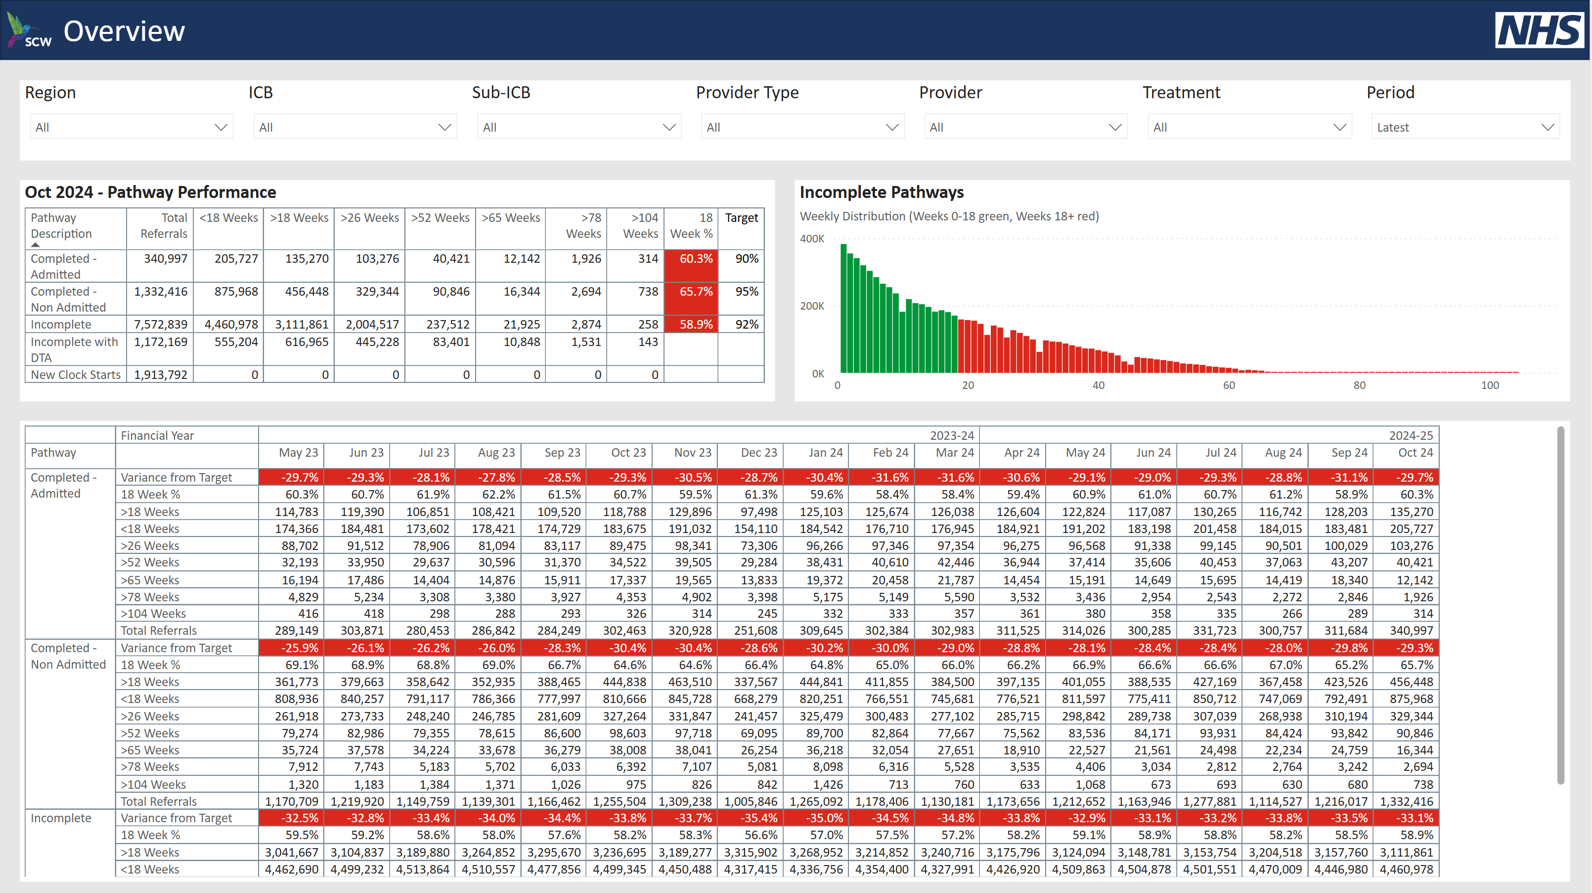 SCW Overview NHS
Region ICB Sub-ICB Provider Type Provider Treatment Period
All All All All All All Latest
Oct 2024 - Pathway Performance
Pathway Description Total Referrals <18 Weeks >18 Weeks >26 Weeks >52 Weeks >65 Weeks >78 Weeks >104 Weeks 18 Week % Target
Completed - Admitted 340,997 205,727 135,270 103,276 40,421 12,142 1,926 314 60.3% 90%
Completed - Non Admitted 1,332,416 875,968 456,448 329,344 90,846 16,344 2,694 738 65.7% 95%
Incomplete 7,572,839 4,460,978 3,111,861 2,004,517 237,512 21,925 2,874 258 58.9% 92%
Incomplete with DTA 1,172,169 555,204 616,965 445,228 83,401 10,848 1,531 143
New Clock Starts 1,913,792 0 0 0 0 0 0 0
Incomplete Pathways
Weekly Distribution (Weeks 0-18 green, Weeks 18+ red)
400K
200K
0K
0 20 40 60 80 100
Financial Year 2023-24 2024-25
Pathway May 23 Jun 23 Jul 23 Aug 23 Sep 23 Oct 23 Nov 23 Dec 23 Jan 24 Feb 24 Mar 24 Apr 24 May 24 Jun 24 Jul 24 Aug 24 Sep 24 Oct 24
Completed - Admitted
Variance from Target -29.7% -29.3% -28.1% -27.8% -28.5% -29.3% -30.5% -28.7% -30.4% -31.6% -31.6% -30.6% -29.1% -29.0% -29.3% -28.8% -31.1% -29.7%
18 Week % 60.3% 60.7% 61.9% 62.2% 61.5% 60.7% 59.5% 61.3% 59.6% 58.4% 58.4% 59.4% 60.9% 61.0% 60.7% 61.2% 58.9% 60.3%
>18 Weeks 114,783 119,390 106,851 108,421 109,520 118,788 129,896 97,498 125,103 125,674 126,038 126,604 122,824 117,087 130,265 116,742 128,203 135,270
<18 Weeks 174,366 184,481 173,602 178,421 174,729 183,675 191,032 154,110 184,542 176,710 176,945 184,921 191,202 183,198 201,458 184,015 183,481 205,727
>26 Weeks 88,702 91,512 78,906 81,094 83,117 89,475 98,341 73,306 96,266 97,346 97,354 96,275 96,568 91,338 99,145 90,501 100,029 103,276
>52 Weeks 32,193 33,950 29,637 30,596 31,370 34,522 39,505 29,284 38,431 40,610 42,446 36,944 37,414 35,606 40,453 37,063 43,207 40,421
>65 Weeks 16,194 17,486 14,404 14,876 15,911 17,337 19,565 13,833 19,372 20,458 21,787 14,454 15,191 14,649 15,695 14,419 18,340 12,142
>78 Weeks 4,829 5,234 3,308 3,380 3,927 4,353 4,902 3,398 5,175 5,149 5,590 3,532 3,436 2,954 2,543 2,272 2,846 1,926
>104 Weeks 416 418 298 288 293 326 314 245 332 333 357 361 380 358 335 266 289 314
Total Referrals 289,149 303,871 280,453 286,842 284,249 302,463 320,928 251,608 309,645 302,384 302,983 311,525 314,026 300,285 331,723 300,757 311,684 340,997
Completed - Non Admitted
Variance from Target -25.9% -26.1% -26.2% -26.0% -28.3% -30.4% -30.4% -28.6% -30.2% -30.0% -29.0% -28.8% -28.1% -28.4% -28.4% -28.0% -29.8% -29.3%
18 Week % 69.1% 68.9% 68.8% 69.0% 66.7% 64.6% 64.6% 66.4% 64.8% 65.0% 66.0% 66.2% 66.9% 66.6% 66.6% 67.0% 65.2% 65.7%
>18 Weeks 361,773 379,663 358,642 352,935 388,465 444,838 463,510 337,567 444,841 411,855 384,500 397,135 401,055 388,535 427,169 367,458 423,526 456,448
<18 Weeks 808,936 840,257 791,117 786,366 777,997 810,666 845,728 668,279 820,251 766,551 745,681 776,521 811,597 775,411 850,712 747,069 792,491 875,968
>26 Weeks 261,918 273,733 248,240 246,785 281,609 327,264 331,847 241,457 325,479 300,483 277,102 285,715 298,842 289,738 307,039 268,938 310,194 329,344
>52 Weeks 79,274 82,986 79,355 78,615 86,600 98,603 97,718 69,095 89,700 82,864 77,667 75,562 83,536 84,171 93,931 84,424 93,842 90,846
>65 Weeks 35,724 37,578 34,224 33,678 36,279 38,008 38,041 26,254 36,218 32,054 27,651 18,910 22,527 21,561 24,498 22,234 24,759 16,344
>78 Weeks 7,912 7,743 5,183 5,702 6,033 6,392 7,107 5,081 8,098 6,316 5,528 3,535 4,406 3,034 2,812 2,764 3,242 2,694
>104 Weeks 1,320 1,183 1,384 1,371 1,026 975 826 842 1,426 713 760 633 1,068 673 693 630 680 738
Total Referrals 1,170,709 1,219,920 1,149,759 1,139,301 1,166,462 1,255,504 1,309,238 1,005,846 1,265,092 1,178,406 1,130,181 1,173,656 1,212,652 1,163,946 1,277,881 1,114,527 1,216,017 1,332,416
Incomplete
Variance from Target -32.5% -32.8% -33.4% -34.0% -34.4% -33.8% -33.7% -35.4% -35.0% -34.5% -34.8% -33.8% -32.9% -33.1% -33.2% -33.8% -33.5% -33.1%
18 Week % 59.5% 59.2% 58.6% 58.0% 57.6% 58.2% 58.3% 56.6% 57.0% 57.5% 57.2% 58.2% 59.1% 58.9% 58.8% 58.2% 58.5% 58.9%
>18 Weeks 3,041,667 3,104,837 3,189,880 3,264,852 3,295,670 3,236,695 3,189,277 3,315,902 3,268,952 3,214,852 3,240,716 3,175,796 3,124,094 3,148,781 3,153,754 3,204,518 3,157,760 3,111,861
<18 Weeks 4,462,690 4,499,232 4,513,864 4,510,557 4,477,856 4,499,345 4,450,488 4,317,415 4,336,756 4,354,400 4,327,991 4,426,920 4,509,863 4,504,878 4,501,551 4,470,009 4,446,980 4,460,978